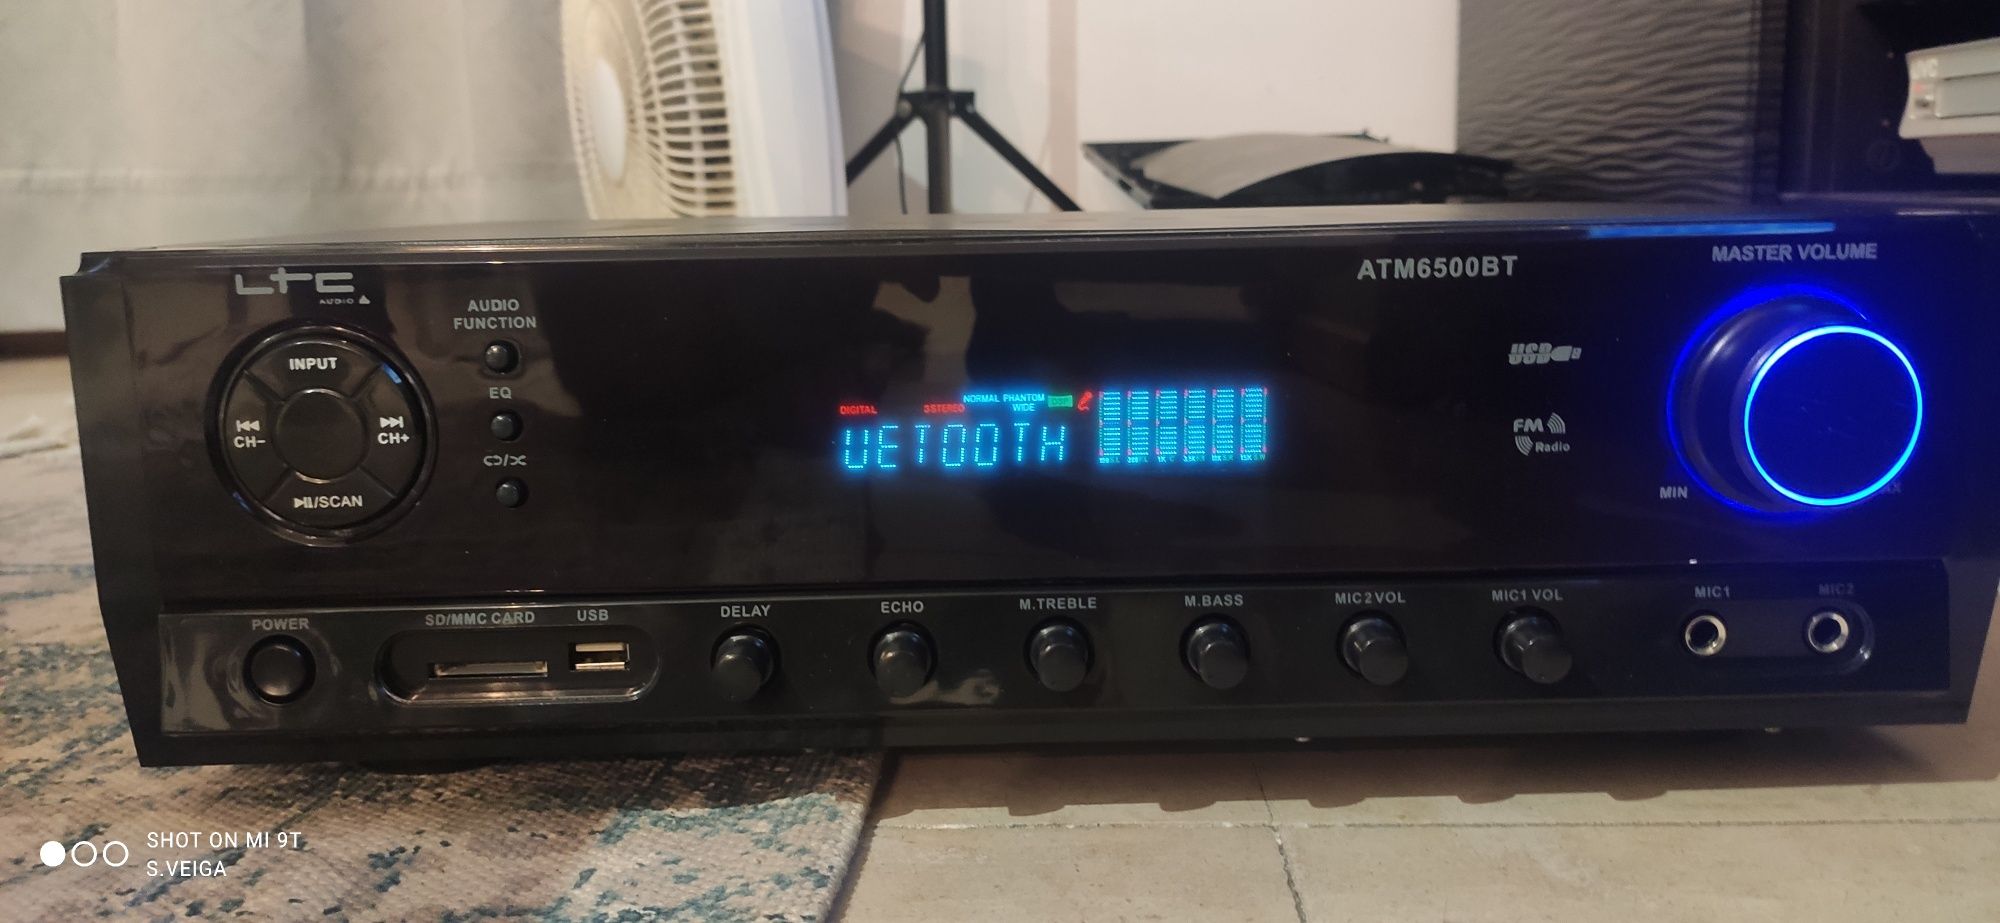 LTC
AUDIO
ATM6500BT
MASTER VOLUME
AUDIO
FUNCTION
INPUT
EQ
CH-
CH+
/SCAN
DIGITAL
STEREO
NORMAL PHANTOM
WIDE
UETOOTH
USB
FM
Radio
MIN
POWER
SD/MMC CARD
USB
DELAY
ECHO
M.TREBLE
M.BASS
MIC2 VOL
MIC1 VOL
MIC1
MIC2
SHOT ON MI 9T
S.VEIGA